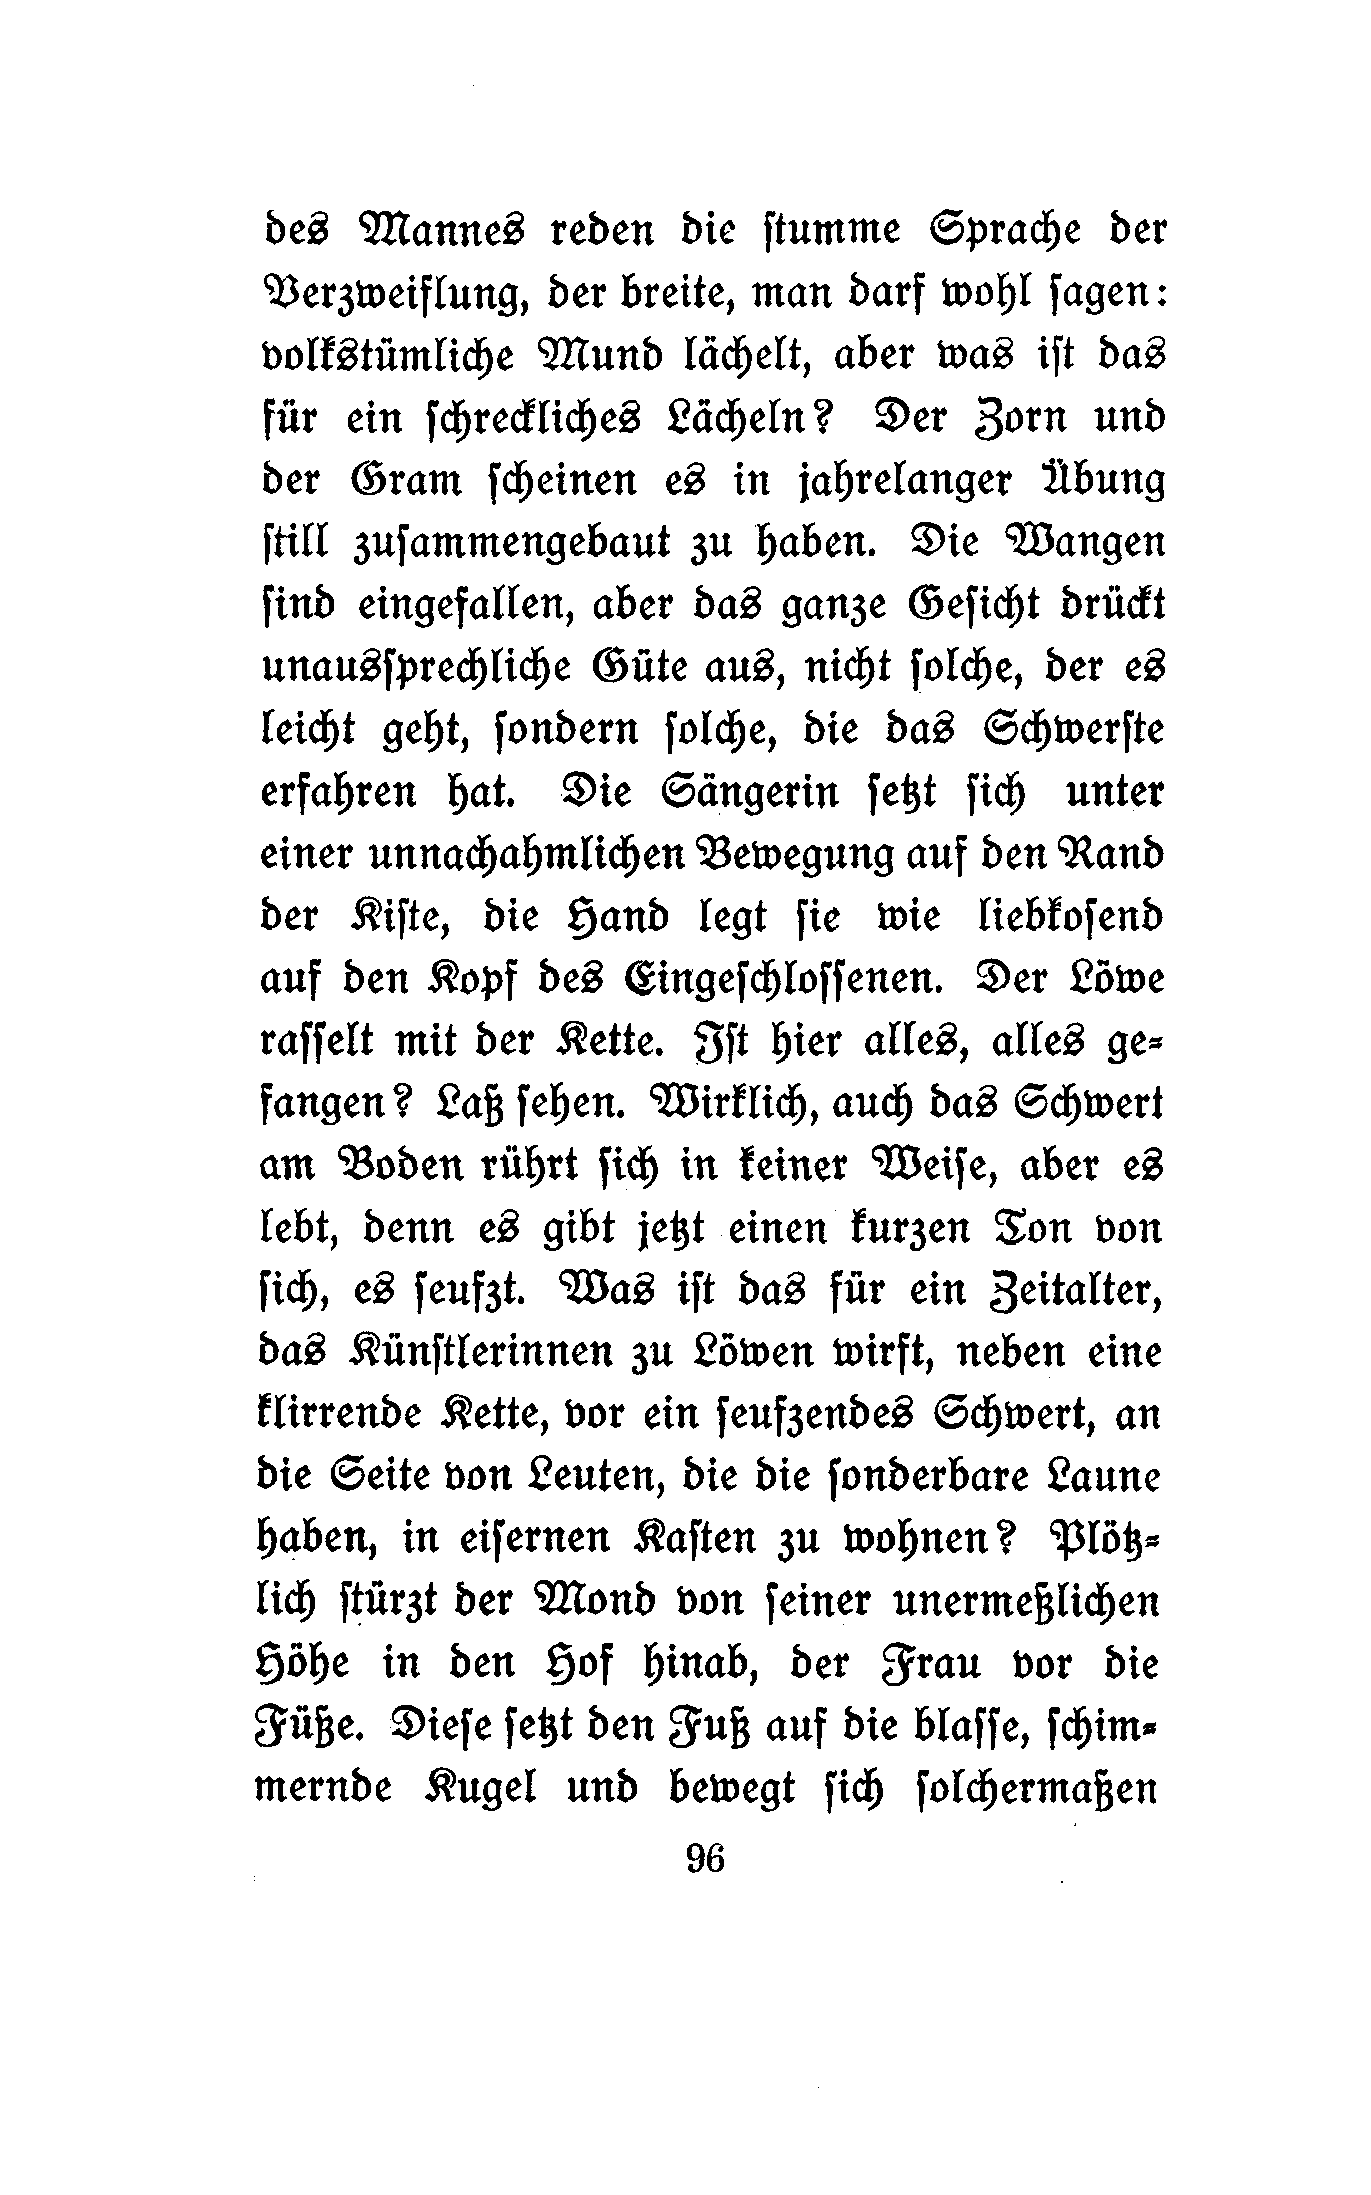 des Mannes reden die ſtumme Sprache der
Verzweiflung, der breite, man darf wohl ſagen:
volkstümliche Mund lächelt, aber was iſt das
für ein ſchreckliches Lächeln? Der Zorn und
der Gram ſcheinen es in jahrelanger Übung
ſtill zuſammengebaut zu haben. Die Wangen
ſind eingefallen, aber das ganze Geſicht drückt
unausſprechliche Güte aus, nicht ſolche, der es
leicht geht, ſondern ſolche, die das Schwerſte
erfahren hat. Die Sängerin ſetzt ſich unter
einer unnachahmlichen Bewegung auf den Rand
der Kiſte, die Hand legt ſie wie liebkoſend
auf den Kopf des Eingeſchloſſenen. Der Löwe
raſſelt mit der Kette. Iſt hier alles, alles ge⸗
fangen? Laß ſehen. Wirklich, auch das Schwert
am Boden rührt ſich in keiner Weiſe, aber es
lebt, denn es gibt jetzt einen kurzen Ton von
ſich, es ſeufzt. Was iſt das für ein Zeitalter,
das Künſtlerinnen zu Löwen wirft, neben eine
klirrende Kette, vor ein ſeufzendes Schwert, an
die Seite von Leuten, die die ſonderbare Laune
haben, in eiſernen Kaſten zu wohnen? Plötz⸗
lich ſtürzt der Mond von ſeiner unermeßlichen
Höhe in den Hof hinab, der Frau vor die
Füße. Dieſe ſetzt den Fuß auf die blaſſe, ſchim⸗
mernde Kugel und bewegt ſich ſolchermaßen
96